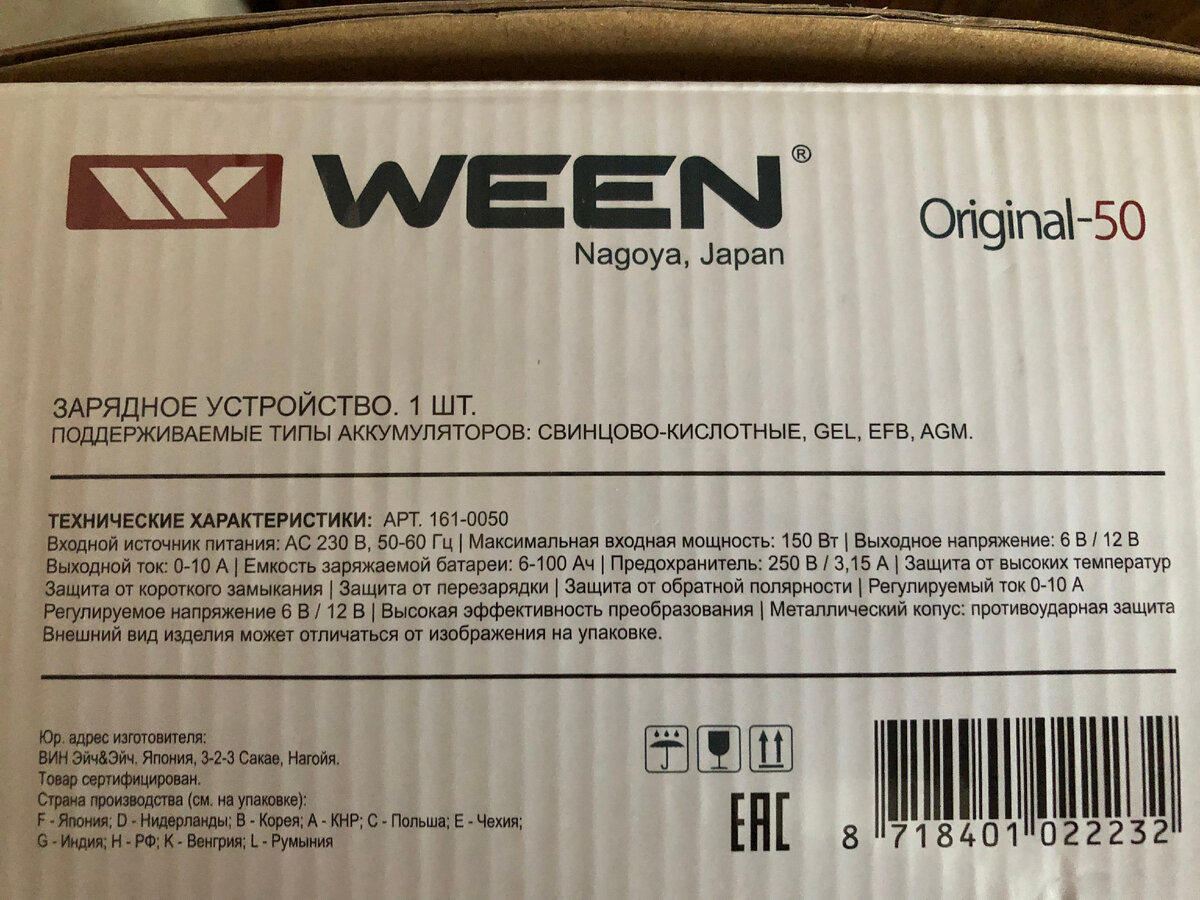 WEEN®
Nagoya, Japan
Original-50
ЗАРЯДНОЕ УСТРОЙСТВО. 1 ШТ.
ПОДДЕРЖИВАЕМЫЕ ТИПЫ АККУМУЛЯТОРОВ: СВИНЦОВО-КИСЛОТНЫЕ, GEL, EFB, AGM.
ТЕХНИЧЕСКИЕ ХАРАКТЕРИСТИКИ: АРТ. 161-0050
Входной источник питания: AC 230 В, 50-60 Гц | Максимальная входная мощность: 150 Вт | Выходное напряжение: 6 В / 12 В
Выходной ток: 0-10 А | Емкость заряжаемой батареи: 6-100 Ач | Предохранитель: 250 В / 3,15 А | Защита от высоких температур
Защита от короткого замыкания | Защита от перезарядки | Защита от обратной полярности | Регулируемый ток 0-10 А
Регулируемое напряжение 6 В / 12 В | Высокая эффективность преобразования | Металлический копус: противоударная защита
Внешний вид изделия может отличаться от изображения на упаковке.
Юр. адрес изготовителя:
ВИН Эйч&Эйч. Япония, 3-2-3 Сакае, Нагойя.
Товар сертифицирован.
Страна производства (см. на упаковке):
F - Япония; D - Нидерланды; B - Корея; A - КНР; C - Польша; E - Чехия;
G - Индия; H - РФ; K - Венгрия; L - Румыния
EAC
8 718401 022232